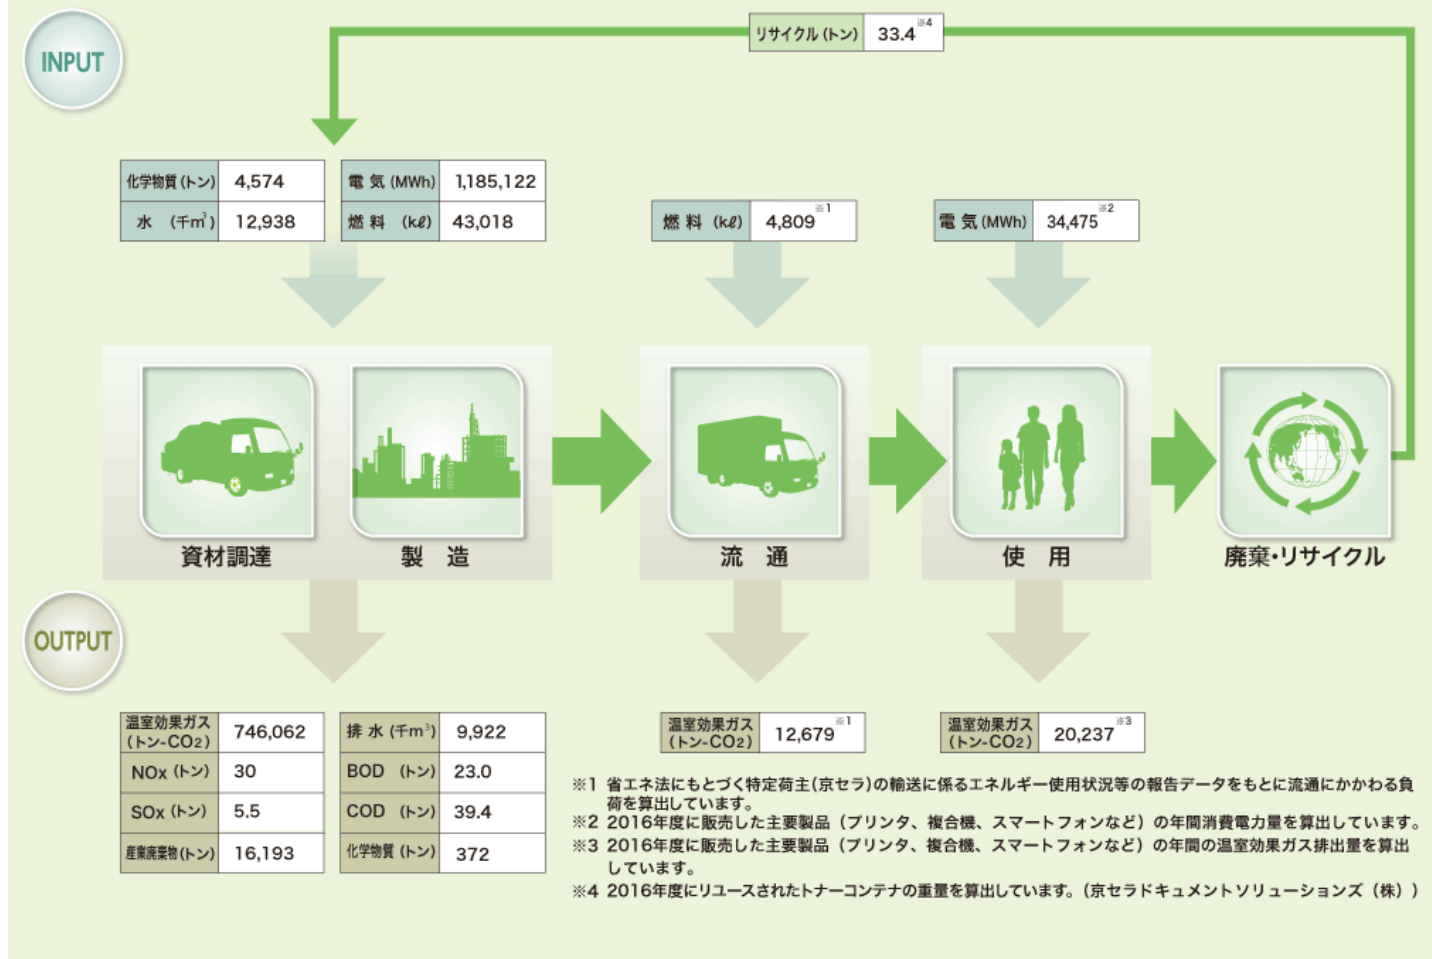 INPUT
リサイクル(トン) 33.4 ※4
化学物質(トン) 4,574
水 (千㎥) 12,938
電気(MWh) 1,185,122
燃料 (kℓ) 43,018
燃料 (kℓ) 4,809 ※1
電気(MWh) 34,475 ※2
資材調達
製造
流通
使用
廃棄・リサイクル
OUTPUT
温室効果ガス
(トン-CO2) 746,062
NOx (トン) 30
SOx (トン) 5.5
産業廃棄物(トン) 16,193
排水(千m³) 9,922
BOD (トン) 23.0
COD (トン) 39.4
化学物質(トン) 372
温室効果ガス
(トン-CO2) 12,679 ※1
温室効果ガス
(トン-CO2) 20,237 ※3
※1 省エネ法にもとづく特定荷主(京セラ)の輸送に係るエネルギー使用状況等の報告データをもとに流通にかかわる負
荷を算出しています。
※2 2016年度に販売した主要製品（プリンタ、複合機、スマートフォンなど）の年間消費電力量を算出しています。
※3 2016年度に販売した主要製品（プリンタ、複合機、スマートフォンなど）の年間の温室効果ガス排出量を算出
しています。
※4 2016年度にリユースされたトナーコンテナの重量を算出しています。（京セラドキュメントソリューションズ（株））